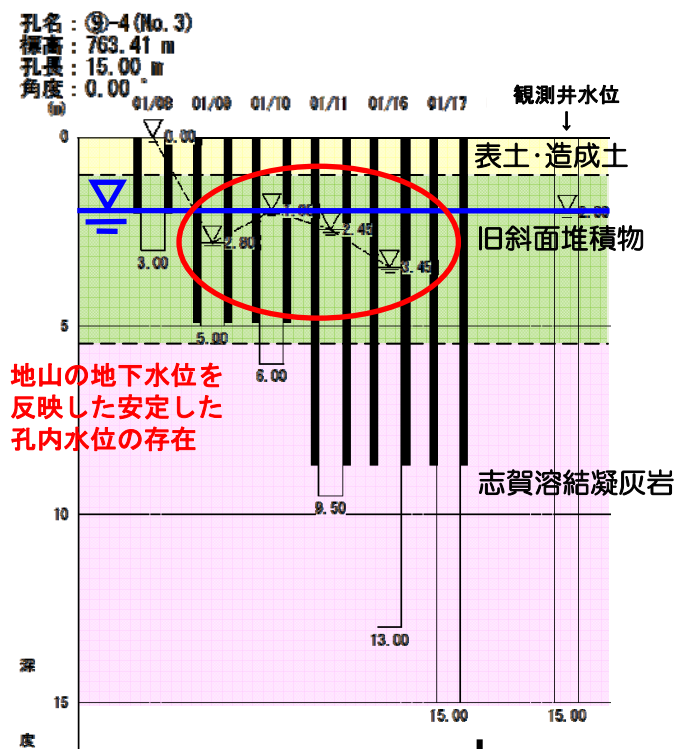 孔名：⑨-4(No.3)
標高：763.41 m
孔長：15.00 m
角度：0.00 °
(m)
01/08 01/09 01/10 01/11 01/16 01/17
観測井水位
↓
0
0.00
表土・造成土
2.80
2.45
3.45
旧斜面堆積物
3.00
5
5.00
6.00
地山の地下水位を
反映した安定した
孔内水位の存在
志賀溶結凝灰岩
9.50
10
13.00
深
15
15.00
15.00
度